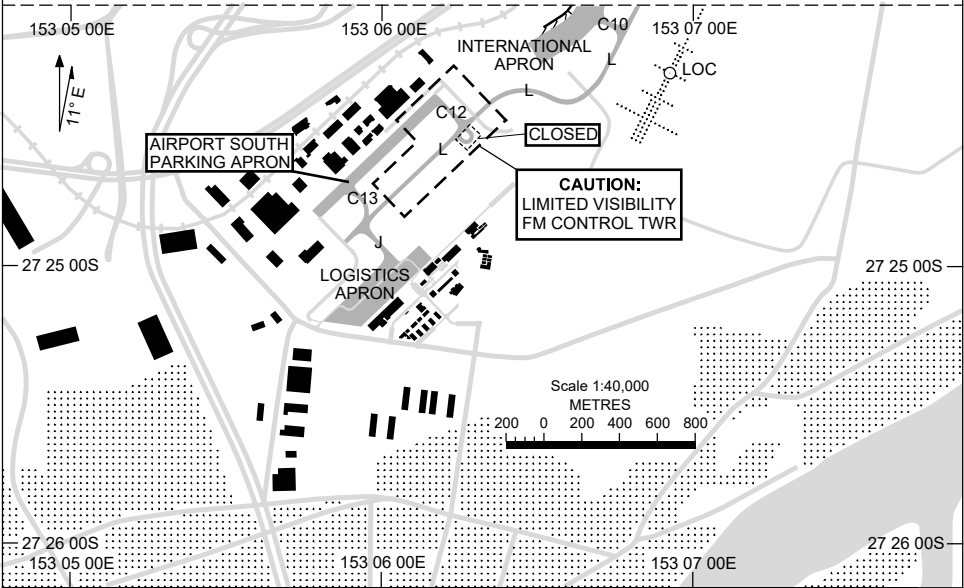 153 05 00E
153 06 00E
C10
153 07 00E
INTERNATIONAL
APRON
L
LOC
L
11° E
C12
CLOSED
AIRPORT SOUTH
PARKING APRON
L
CAUTION:
LIMITED VISIBILITY
FM CONTROL TWR
C13
J
27 25 00S
LOGISTICS
APRON
27 25 00S
Scale 1:40,000
METRES
200 0 200 400 600 800
27 26 00S
153 05 00E
153 06 00E
153 07 00E
27 26 00S